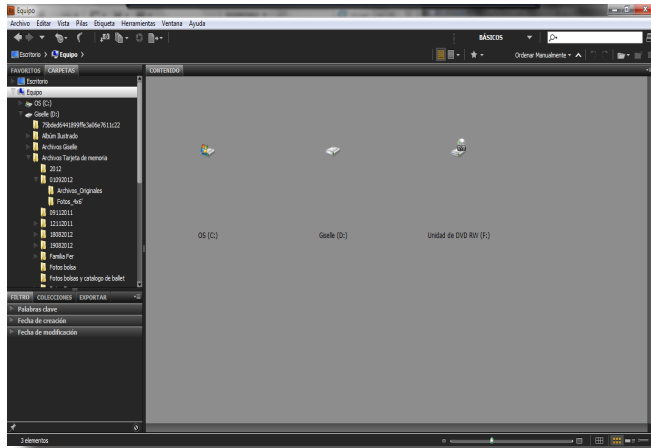 Equipo
Archivo Editar Vista Pilas Etiqueta Herramientas Ventana Ayuda
BÁSICOS
Escritorio > Equipo >
Ordenar Manualmente
FAVORITOS CARPETAS
CONTENIDO
Escritorio
Equipo
OS (C:)
Giselle (D:)
75bded6441899ffe3a06e7611c22
Albúm Ilustrado
Archivos Giselle
Archivos Tarjeta de memoria
2012
01092012
Archivos_Originales
Fotos_4x6
09112011
12112011
18082012
19082012
Familia Fer
Fotos bolsa
Fotos bolsas y catalogo de ballet
OS (C:)
Giselle (D:)
Unidad de DVD RW (F:)
FILTRO COLECCIONES EXPORTAR
Palabras clave
Fecha de creación
Fecha de modificación
3 elementos